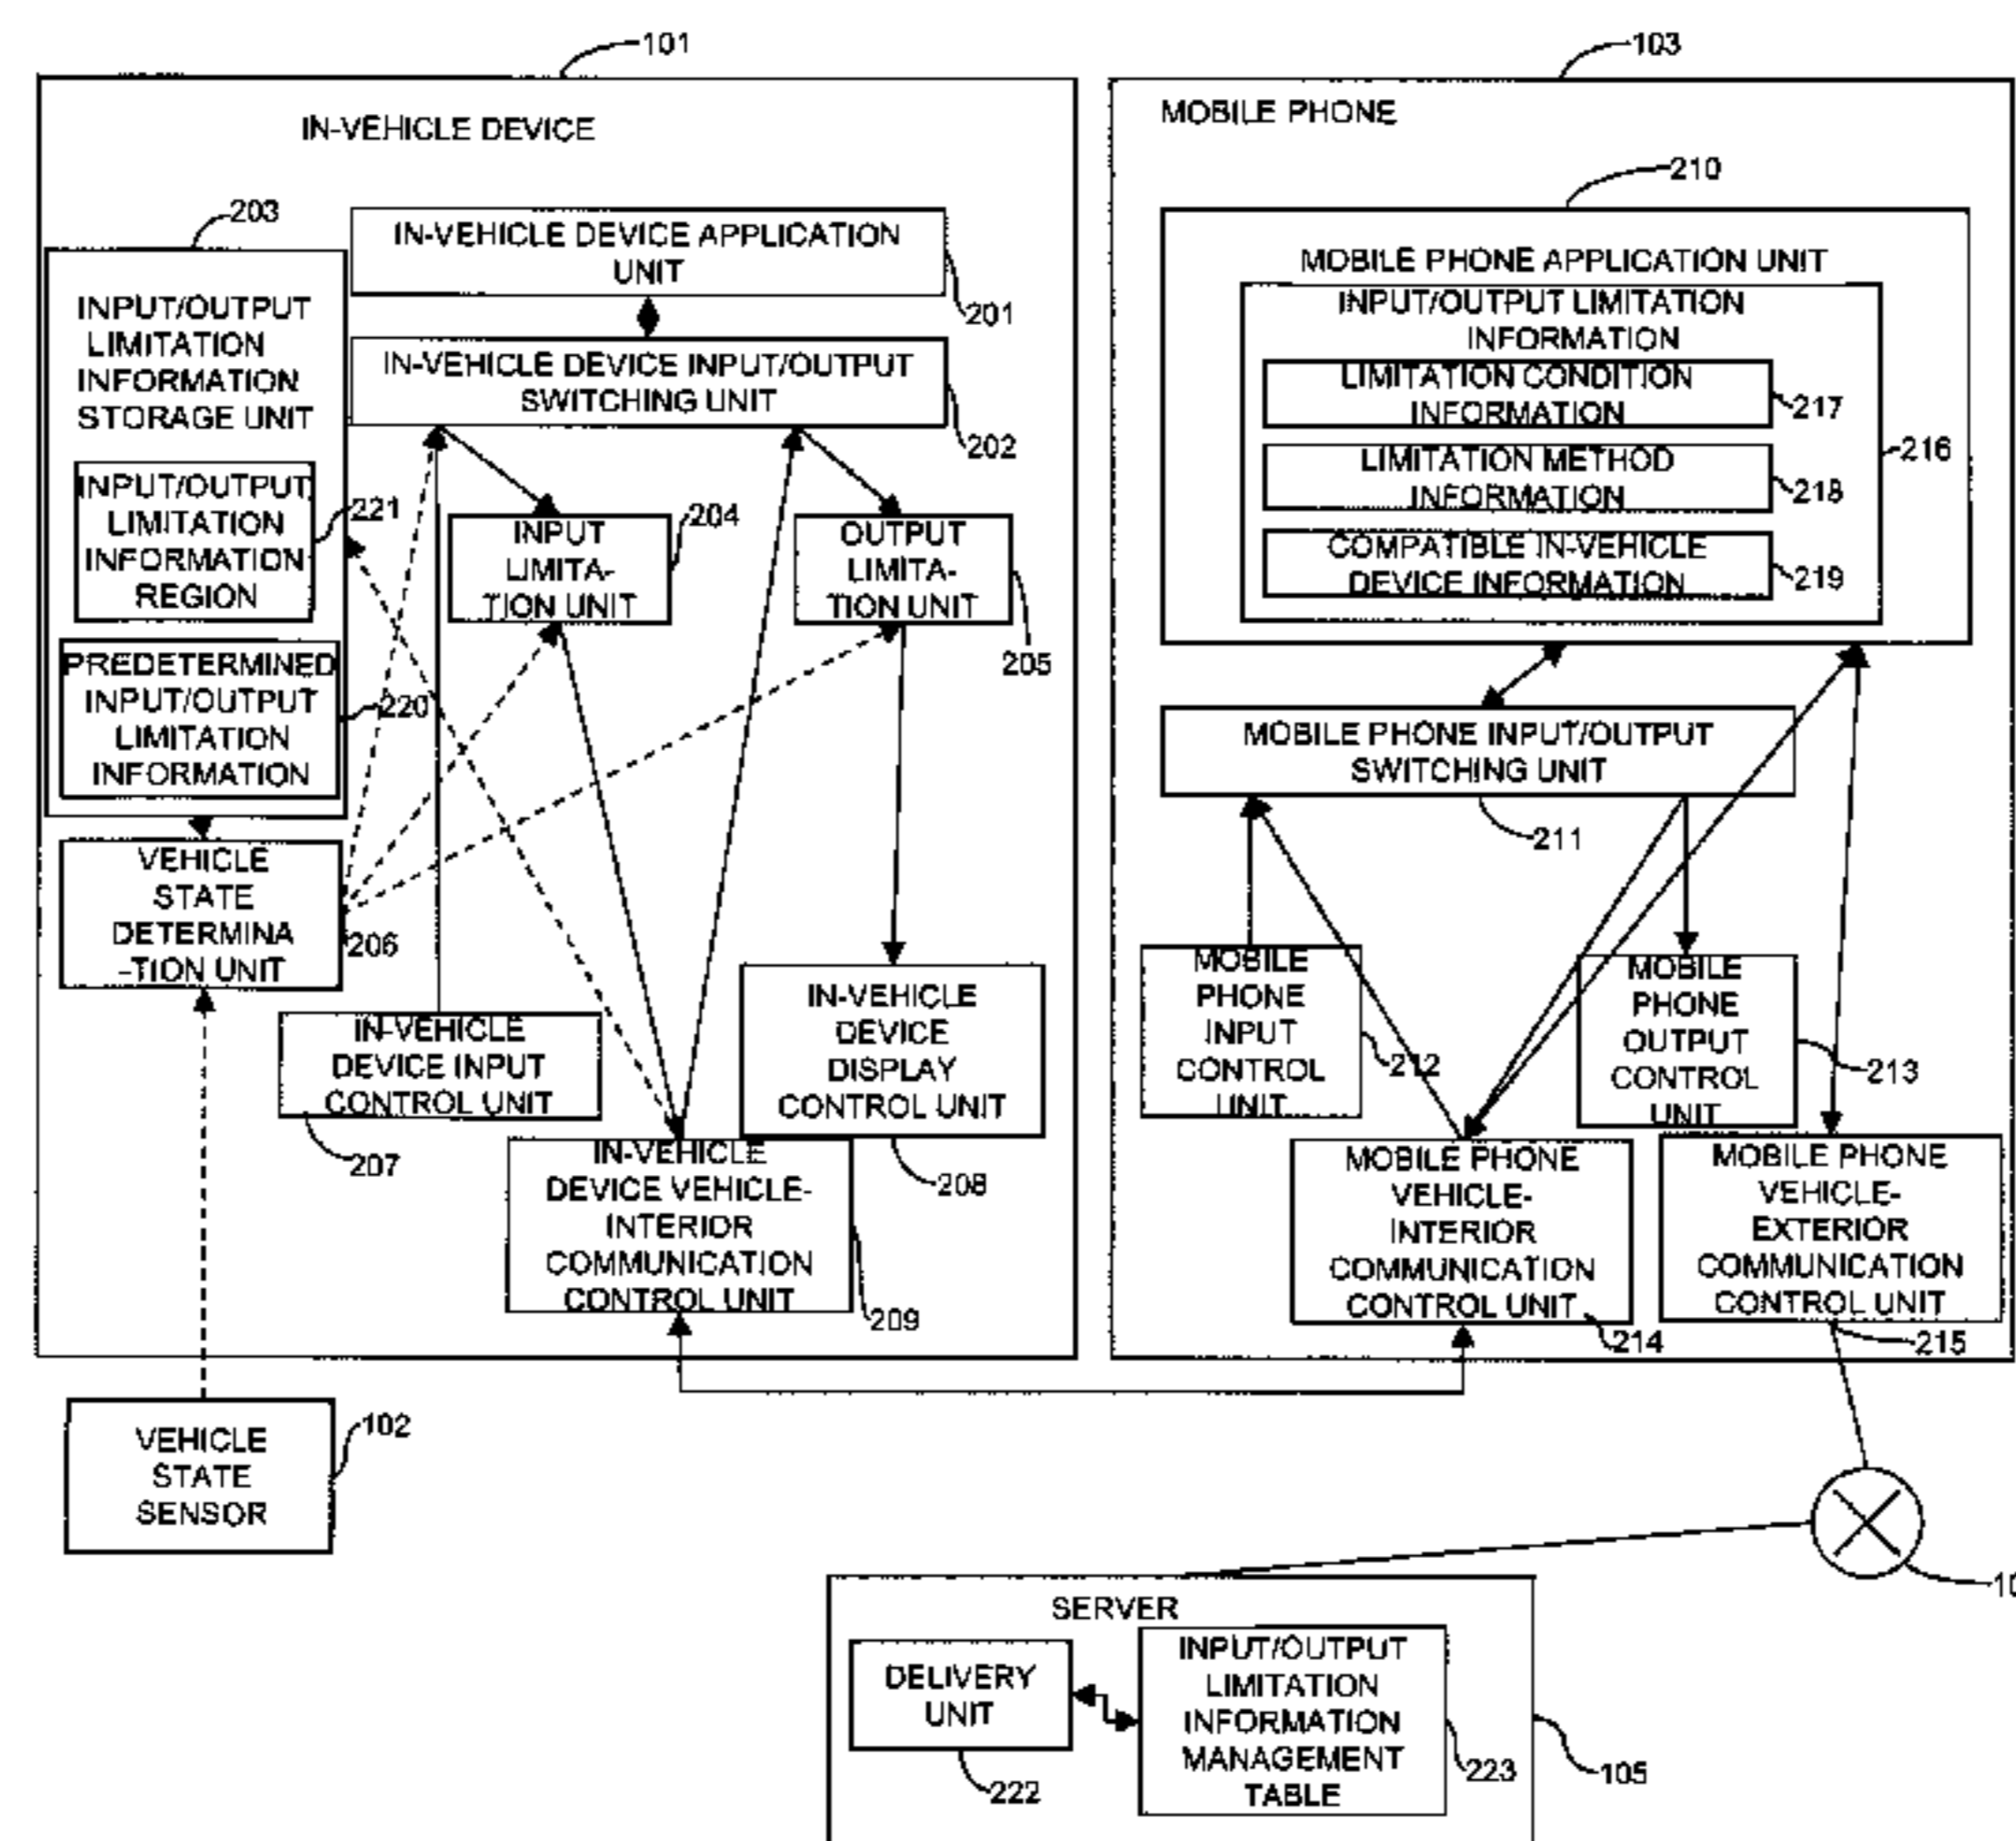 101
IN-VEHICLE DEVICE
203
IN-VEHICLE DEVICE APPLICATION
UNIT
201
INPUT/OUTPUT
LIMITATION
INFORMATION
STORAGE UNIT
IN-VEHICLE DEVICE INPUT/OUTPUT
SWITCHING UNIT
202
INPUT/OUTPUT
LIMITATION
INFORMATION
REGION
221
INPUT
LIMITA-
TION UNIT
204
OUTPUT
LIMITA-
TION UNIT
205
PREDETERMINED
INPUT/OUTPUT
LIMITATION
INFORMATION
220
VEHICLE
STATE
DETERMINA
-TION UNIT
206
IN-VEHICLE
DEVICE INPUT
CONTROL UNIT
207
IN-VEHICLE
DEVICE
DISPLAY
CONTROL UNIT
208
IN-VEHICLE
DEVICE VEHICLE-
INTERIOR
COMMUNICATION
CONTROL UNIT
209
VEHICLE
STATE
SENSOR
102
103
MOBILE PHONE
210
MOBILE PHONE APPLICATION UNIT
INPUT/OUTPUT LIMITATION
INFORMATION
LIMITATION CONDITION
INFORMATION
217
216
LIMITATION METHOD
INFORMATION
218
COMPATIBLE IN-VEHICLE
DEVICE INFORMATION
219
MOBILE PHONE INPUT/OUTPUT
SWITCHING UNIT
211
MOBILE
PHONE
INPUT
CONTROL
UNIT
212
MOBILE
PHONE
OUTPUT
CONTROL
UNIT
213
MOBILE PHONE
VEHICLE-
INTERIOR
COMMUNICATION
CONTROL UNIT
214
MOBILE PHONE
VEHICLE-
EXTERIOR
COMMUNICATION
CONTROL UNIT
215
SERVER
DELIVERY
UNIT
222
INPUT/OUTPUT
LIMITATION
INFORMATION
MANAGEMENT
TABLE
223
105